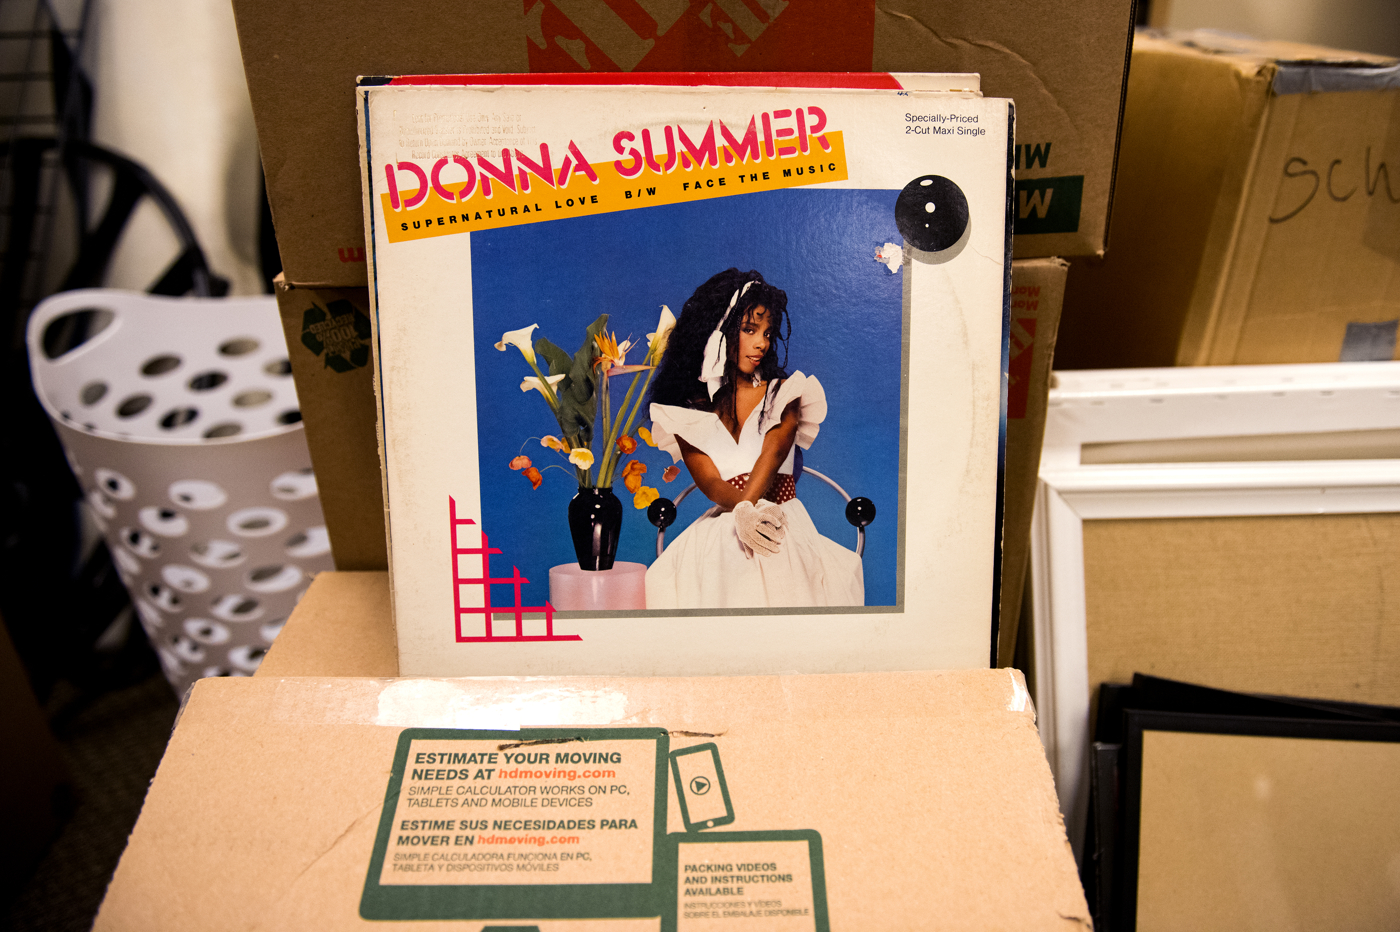 Specially-Priced
2-Cut Maxi Single
DONNA SUMMER
SUPERNATURAL LOVE B/W FACE THE MUSIC
SCH
ESTIMATE YOUR MOVING
NEEDS AT hdmoving.com
SIMPLE CALCULATOR WORKS ON PC,
TABLETS AND MOBILE DEVICES
ESTIME SUS NECESIDADES PARA
MOVER EN hdmoving.com
SIMPLE CALCULADORA FUNCIONA EN PC,
TABLETA Y DISPOSITIVOS MÓVILES
PACKING VIDEOS
AND INSTRUCTIONS
AVAILABLE
INSTRUCCIONES Y VÍDEOS
SOBRE EL EMBALAJE DISPONIBLE